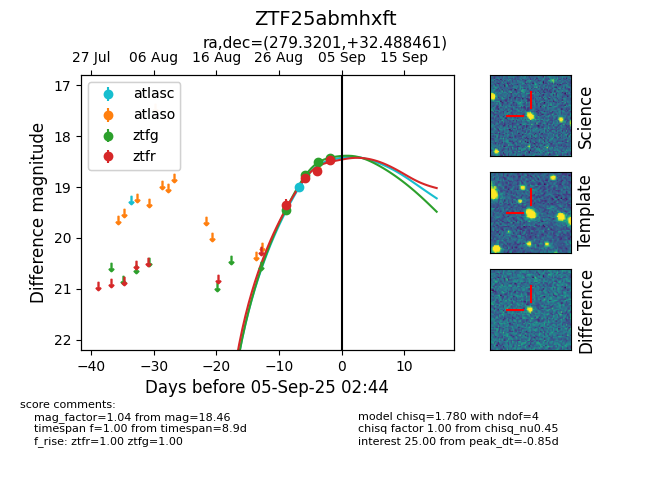 ZTF25abmhxft
ra,dec=(279.3201,+32.488461)
27 Jul 06 Aug 16 Aug 26 Aug 05 Sep 15 Sep
17
18
19
20
21
22
Difference magnitude
atlasc
atlaso
ztfg
ztfr
−40 −30 −20 −10 0 10
Days before 05-Sep-25 02:44
Science
Template
Difference
score comments:
mag_factor=1.04 from mag=18.46
timespan f=1.00 from timespan=8.9d
f_rise: ztfr=1.00 ztfg=1.00
model chisq=1.780 with ndof=4
chisq factor 1.00 from chisq_nu0.45
interest 25.00 from peak_dt=-0.85d